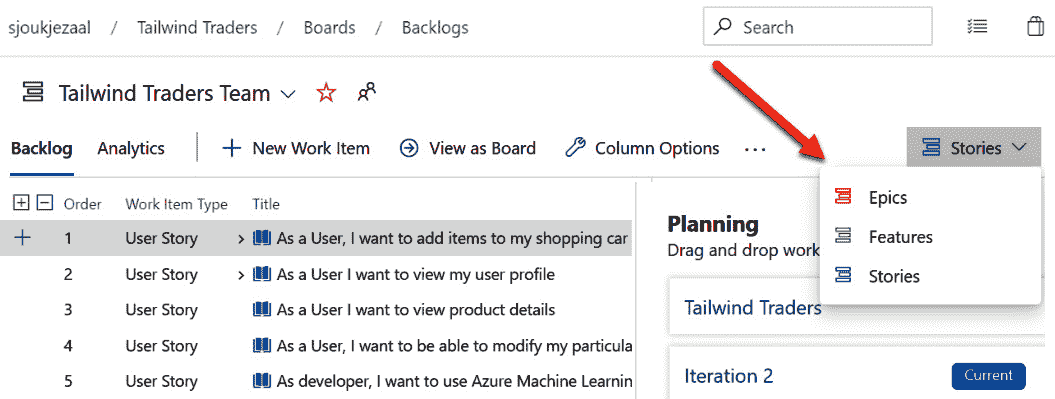 sjoukjezaal / Tailwind Traders / Boards / Backlogs
Search
Tailwind Traders Team
Backlog Analytics New Work Item View as Board Column Options ... Stories
Epics
Features
Stories
Order Work Item Type Title
1 User Story As a User, I want to add items to my shopping car
2 User Story As a User I want to view my user profile
3 User Story As a User I want to view product details
4 User Story As a User, I want to be able to modify my particula
5 User Story As developer, I want to use Azure Machine Learnin
Planning
Drag and drop work
Tailwind Traders
Iteration 2 Current